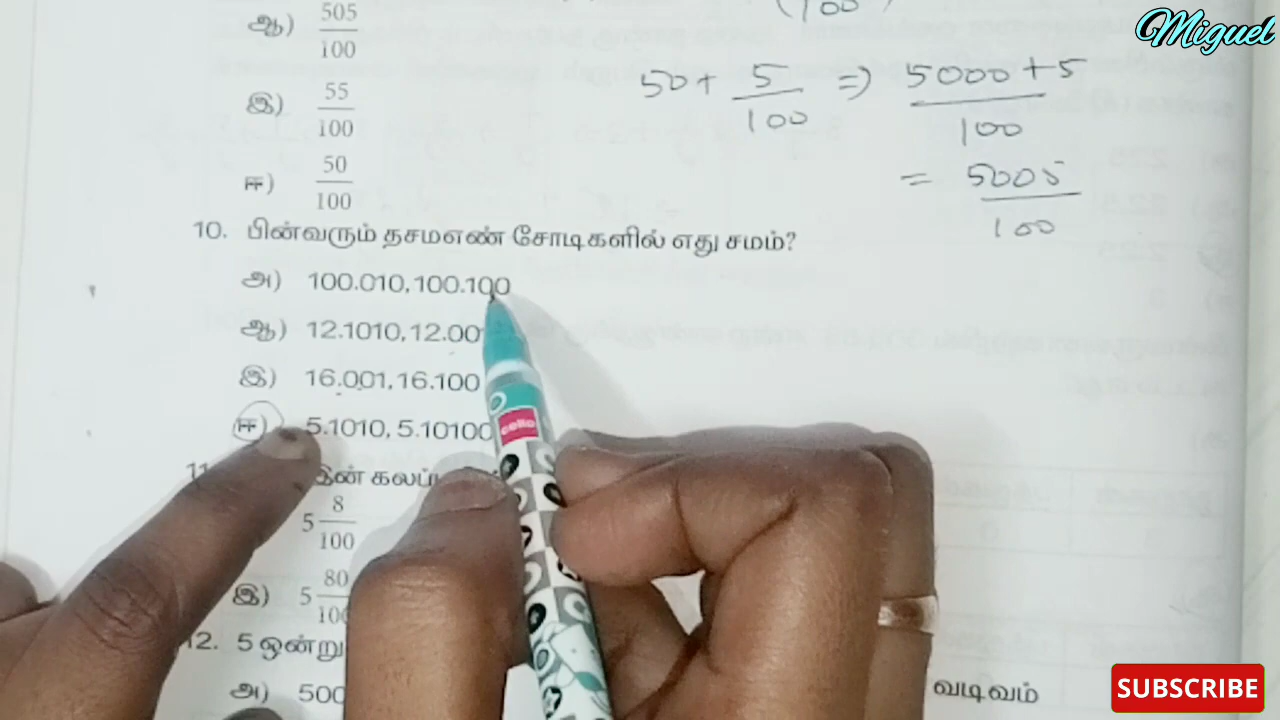 Miguel
ஆ) 505/100
இ) 55/100
ஈ) 50/100
50 + 5/100 => 5000 + 5/100
= 5005/100
10. பின்வரும் தசமஎண் சோடிகளில் எது சமம்?
அ) 100.010, 100.100
ஆ) 12.1010, 12.00
இ) 16.001, 16.100
ஈ) 5.1010, 5.10100
இன்
5 8/100
இ) 5 80
12. 5 ஒன்று
அ) 500
வடிவம்
cello
SUBSCRIBE